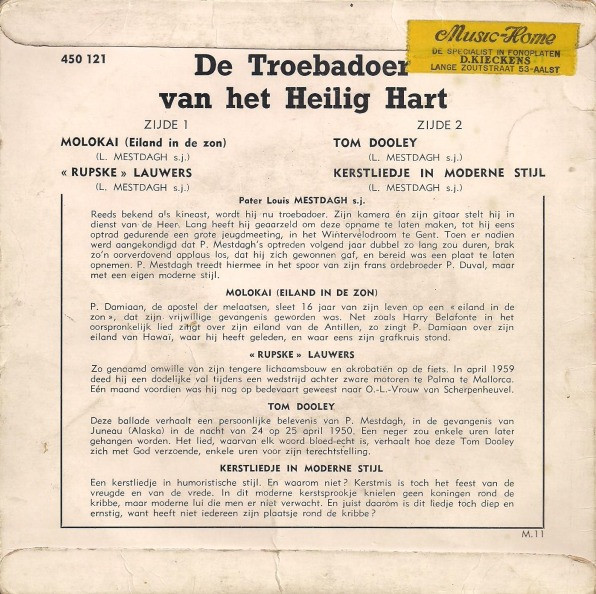 Music-Home
DE SPECIALIST IN FONOPLATEN
D.KIECKENS
LANGE ZOUTSTRAAT 53-AALST
450 121
De Troebadoer
van het Heilig Hart
ZIJDE 1
MOLOKAI (Eiland in de zon)
(L. MESTDAGH s.j.)
« RUPSKE » LAUWERS
(L. MESTDAGH s.j.)
ZIJDE 2
TOM DOOLEY
(L. MESTDAGH s.j.)
KERSTLIEDJE IN MODERNE STIJL
(L. MESTDAGH s.j.)
Pater Louis MESTDAGH s.j.
Reeds bekend als kineast, wordt hij nu troebadoer. Zijn kamera én zijn gitaar stelt hij in
dienst van de Heer. Lang heeft hij geaarzeld om deze opname te laten maken, tot hij eens
optrad gedurende een grote jeugdmeeting, in het Wintervelodroom te Gent. Toen er nadien
werd aangekondigd dat P. Mestdagh's optreden volgend jaar dubbel zo lang zou duren, brak
zo'n oorverdovend applaus los, dat hij zich gewonnen gaf, en bereid was een plaat te laten
opnemen. P. Mestdagh treedt hiermee in het spoor van zijn frans ordebroeder P. Duval, maar
met een eigen moderne stijl.
MOLOKAI (EILAND IN DE ZON)
P. Damiaan, de apostel der melaatsen, sleet 16 jaar van zijn leven op een « eiland in de
zon », dat zijn vrijwillige gevangenis geworden was. Net zoals Harry Belafonte in het
oorspronkelijk lied zingt over zijn eiland van de Antillen, zo zingt P. Damiaan over zijn
eiland van Hawaï, waar hij heeft geleden, en waar eens zijn grafkruis stond.
« RUPSKE » LAUWERS
Zo genaamd omwille van zijn tengere lichaamsbouw en akrobatiën op de fiets. In april 1959
deed hij een dodelijke val tijdens een wedstrijd achter zware motoren te Palma te Mallorca.
Eén maand voordien was hij nog op bedevaart geweest naar O.-L.-Vrouw van Scherpenheuvel.
TOM DOOLEY
Deze ballade verhaalt een persoonlijke belevenis van P. Mestdagh, in de gevangenis van
Juneau (Alaska) in de nacht van 24 op 25 april 1950. Een neger zou enkele uren later
gehangen worden. Het lied, waarvan elk woord bloed-echt is, verhaalt hoe deze Tom Dooley
zich met God verzoende, enkele uren voor zijn terechtstelling.
KERSTLIEDJE IN MODERNE STIJL
Een kerstliedje in humoristische stijl. En waarom niet ? Kerstmis is toch het feest van de
vreugde en van de vrede. In dit moderne kerstsprookje knielen geen koningen rond de
kribbe, maar moderne lui die men er niet verwacht. En juist daarom is dit liedje toch diep en
ernstig, want heeft niet iedereen zijn plaatsje rond de kribbe ?
M.11